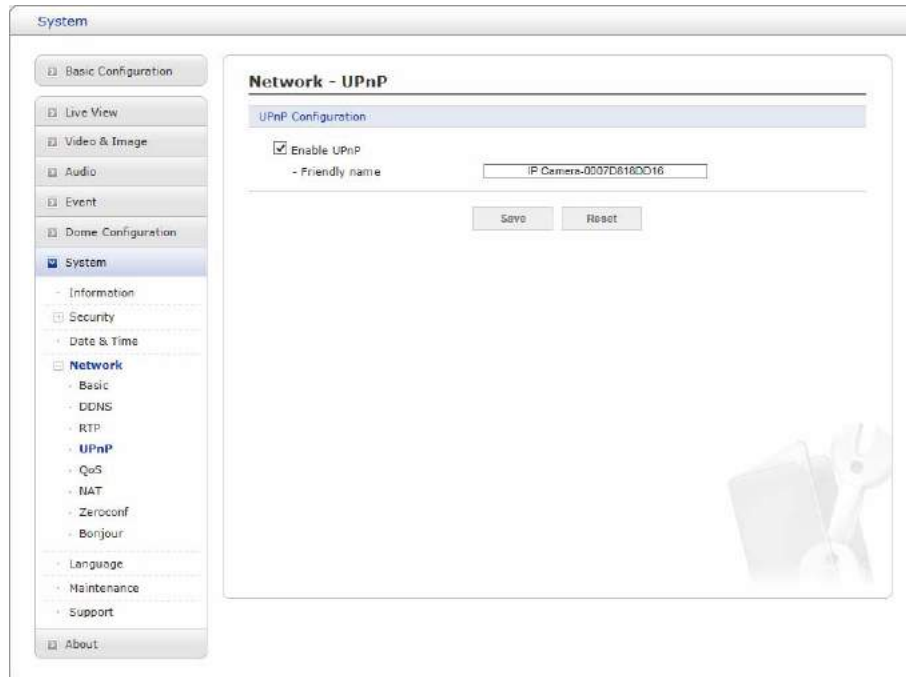 System
Basic Configuration
Live View
Video & Image
Audio
Event
Dome Configuration
System
Information
Security
Date & Time
Network
Basic
DDNS
RTP
UPnP
QoS
NAT
Zeroconf
Bonjour
Language
Maintenance
Support
About
Network - UPnP
UPnP Configuration
Enable UPnP
- Friendly name IP Camera-0007D818DD16
Save Reset